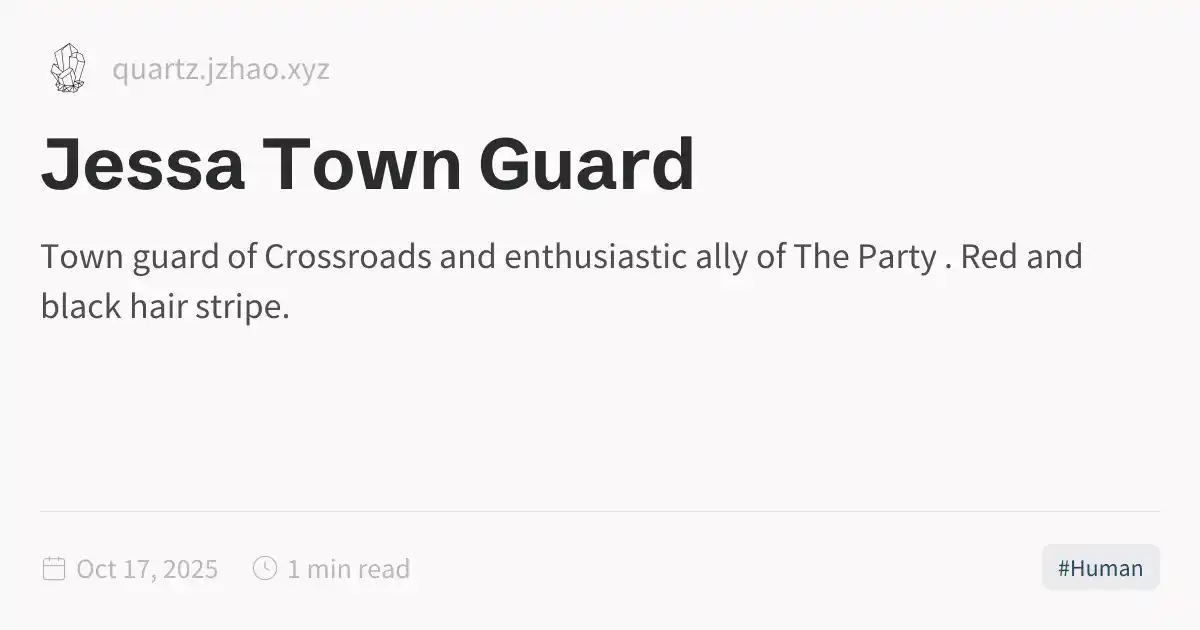 quartz.jzhao.xyz
Jessa Town Guard
Town guard of Crossroads and enthusiastic ally of The Party . Red and
black hair stripe.
Oct 17, 2025 1 min read
#Human